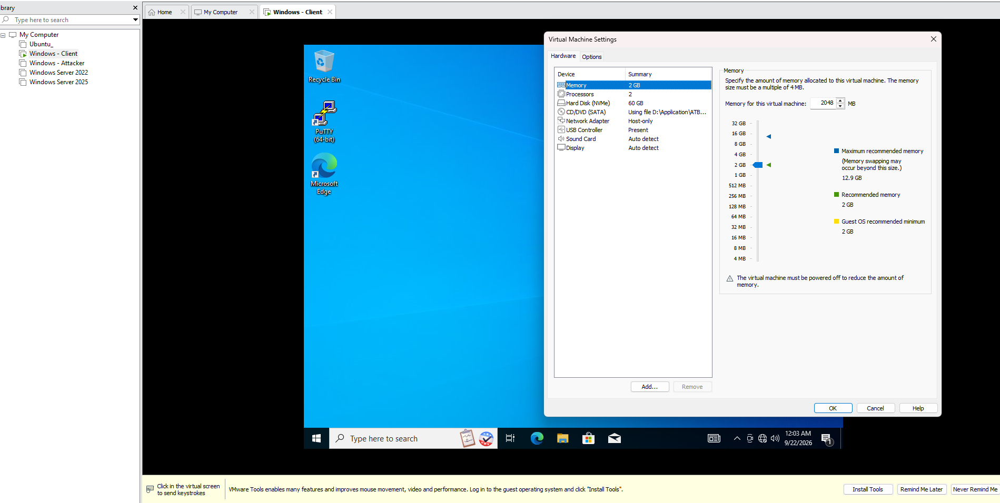 ibrary
Type here to search
My Computer
Ubuntu_
Windows - Client
Windows - Attacker
Windows Server 2022
Windows Server 2025
Home
My Computer
Windows - Client
Recycle Bin
PuTTY
(64-bit)
Microsoft
Edge
Virtual Machine Settings
Hardware
Options
Device Summary
Memory 2 GB
Processors 2
Hard Disk (NVMe) 60 GB
CD/DVD (SATA) Using file D:\Application\ATB...
Network Adapter Host-only
USB Controller Present
Sound Card Auto detect
Display Auto detect
Add...
Remove
Memory
Specify the amount of memory allocated to this virtual machine. The memory
size must be a multiple of 4 MB.
Memory for this virtual machine: 2048 MB
32 GB
16 GB
8 GB
4 GB
2 GB
1 GB
512 MB
256 MB
128 MB
64 MB
32 MB
16 MB
8 MB
4 MB
Maximum recommended memory
(Memory swapping may
occur beyond this size.)
12.9 GB
Recommended memory
2 GB
Guest OS recommended minimum
2 GB
The virtual machine must be powered off to reduce the amount of
memory.
OK
Cancel
Help
Type here to search
12:03 AM
9/22/2026
1
Click in the virtual screen
to send keystrokes
VMware Tools enables many features and improves mouse movement, video and performance. Log in to the guest operating system and click "Install Tools".
Install Tools
Remind Me Later
Never Remind Me